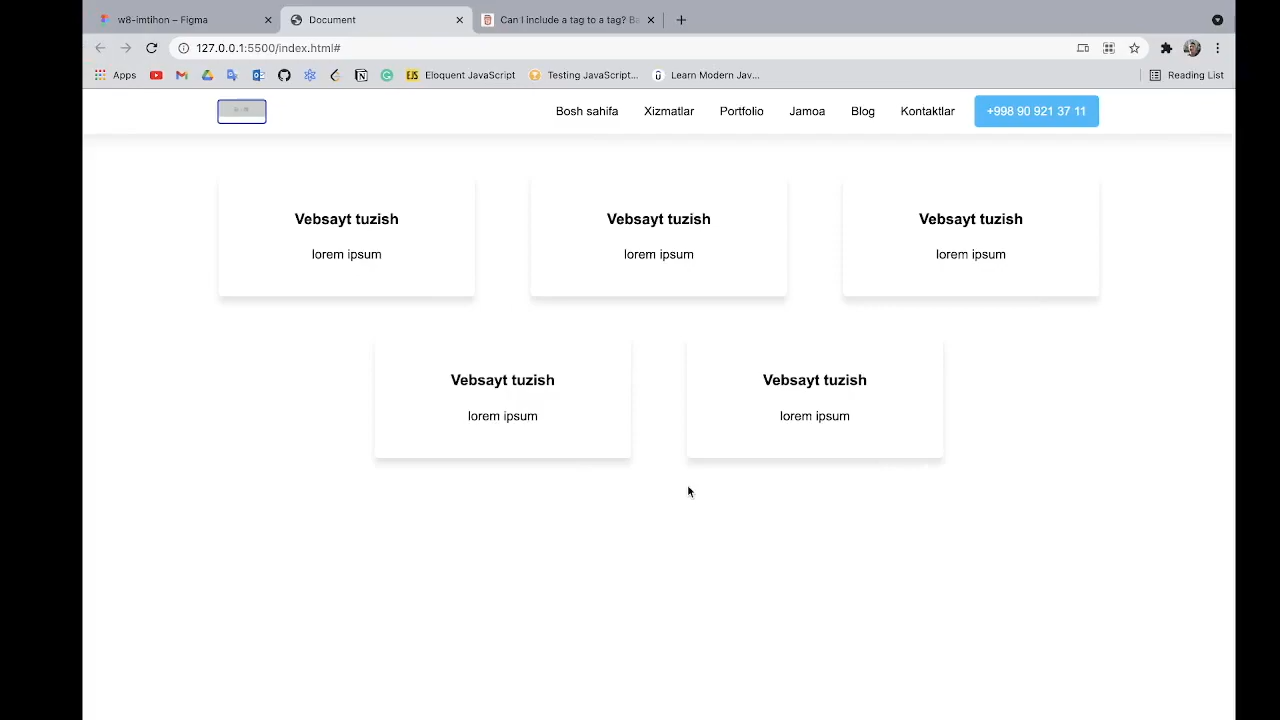 w8-imtihon – Figma
Document
Can I include a tag to a tag? Ba
127.0.0.1:5500/index.html#
Apps
EJS Eloquent JavaScript
Testing JavaScript...
Learn Modern Jav...
Reading List
Bosh sahifa Xizmatlar Portfolio Jamoa Blog Kontaktlar +998 90 921 37 11
Vebsayt tuzish Vebsayt tuzish Vebsayt tuzish
lorem ipsum lorem ipsum lorem ipsum
Vebsayt tuzish Vebsayt tuzish
lorem ipsum lorem ipsum